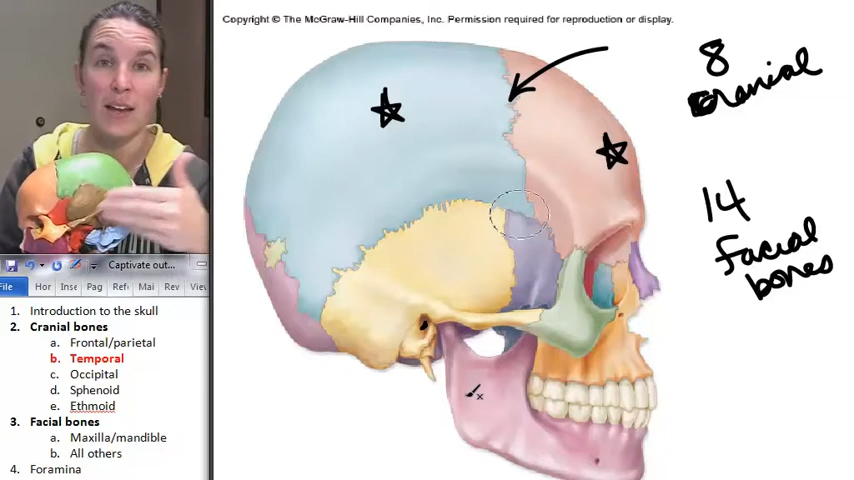 Copyright © The McGraw-Hill Companies, Inc. Permission required for reproduction or display.
8
cranial
14
facial
bones
Captivate out...
File Hor Inse Pag Refe Mai Rev View
1. Introduction to the skull
2. Cranial bones
a. Frontal/parietal
b. Temporal
c. Occipital
d. Sphenoid
e. Ethmoid
3. Facial bones
a. Maxilla/mandible
b. All others
4. Foramina